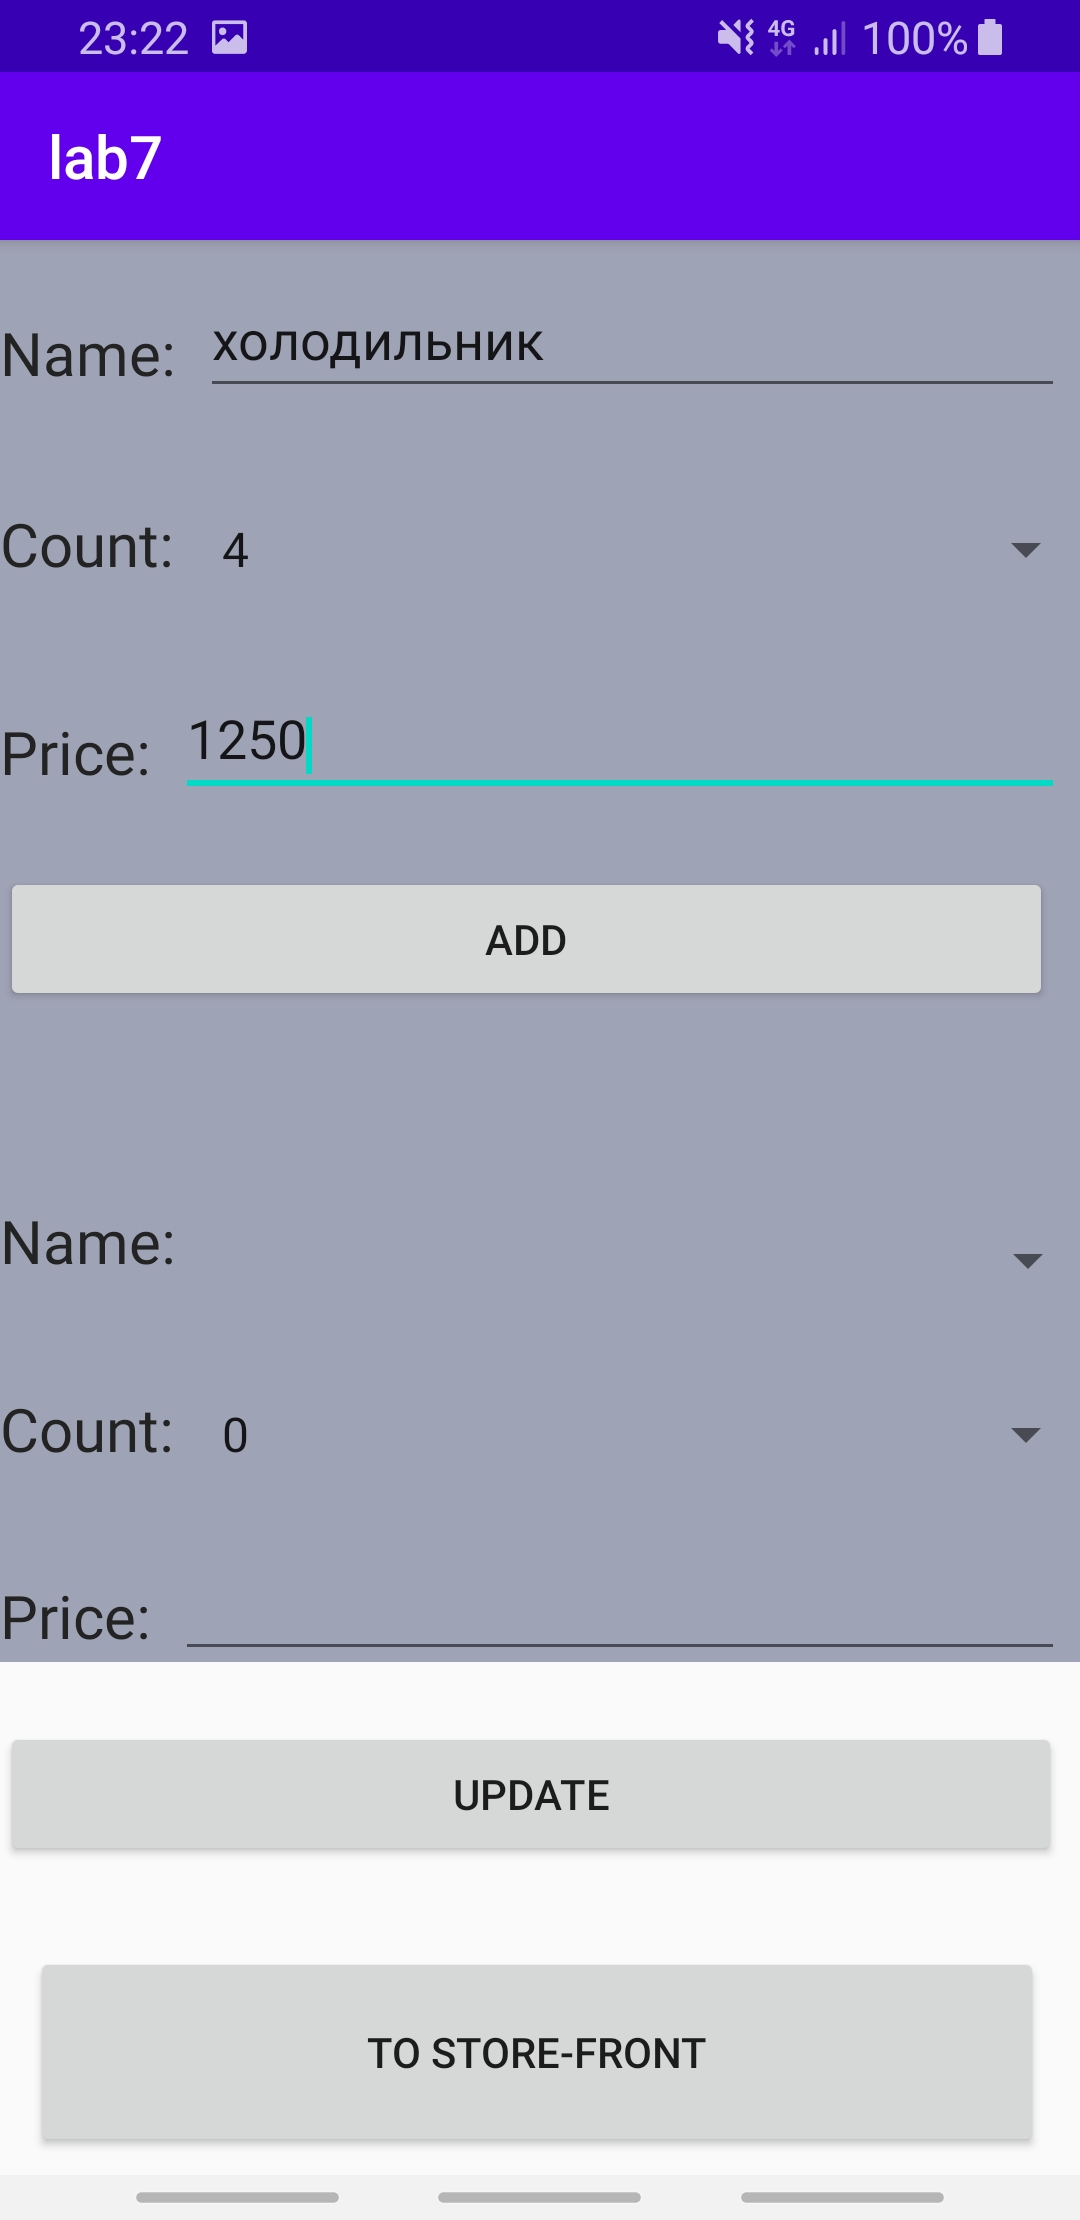 23:22 4G 100%
lab7
Name: холодильник
Count: 4
Price: 1250
ADD
Name:
Count: 0
Price:
UPDATE
TO STORE-FRONT